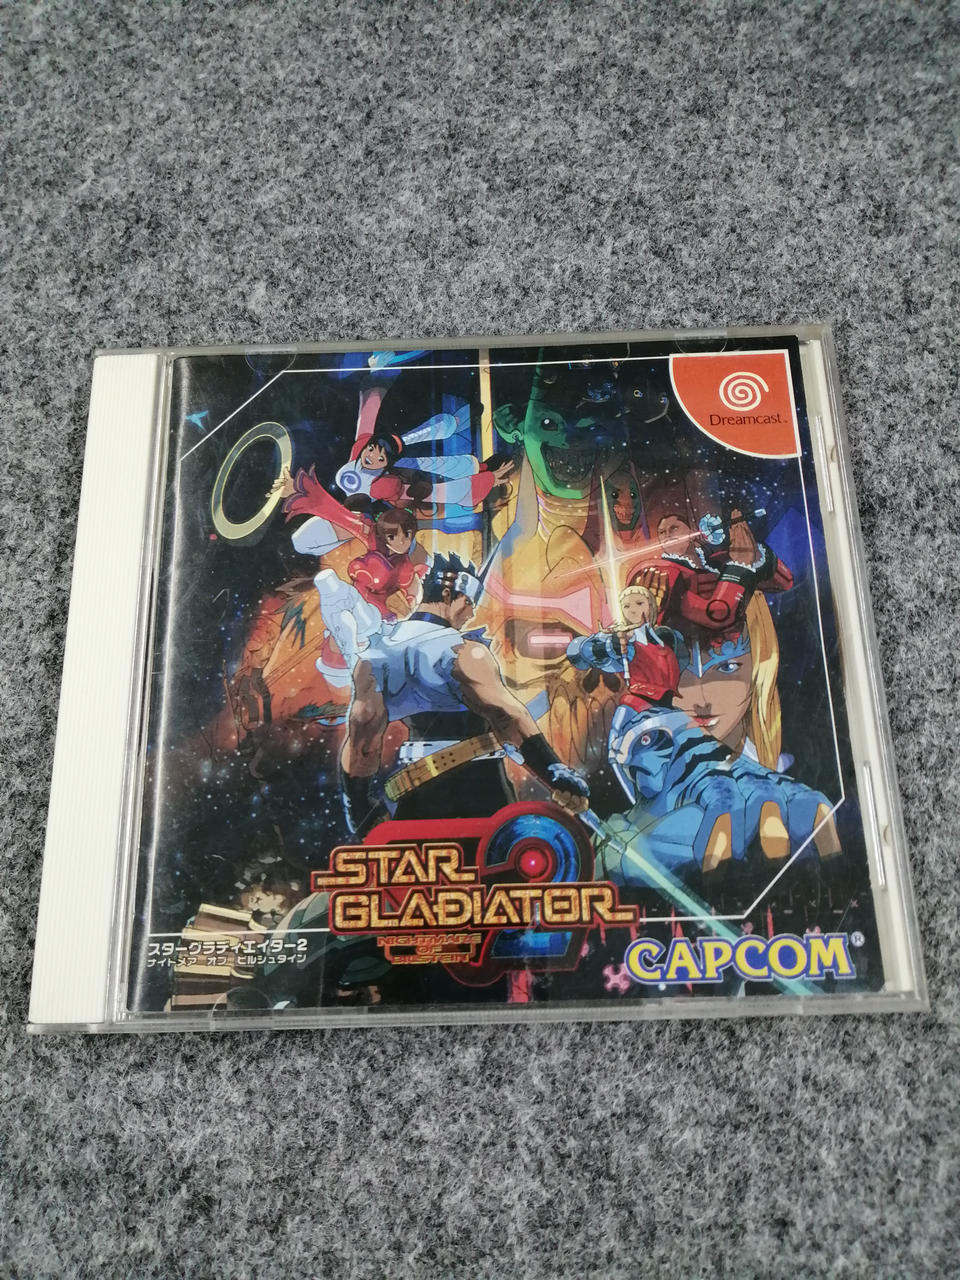 Dreamcast™
STAR
GLADIATOR 2
NIGHTMARE
OF
BILSTEIN
スターグラディエイター2
ナイトメア オブ ビルシュタイン
CAPCOM®